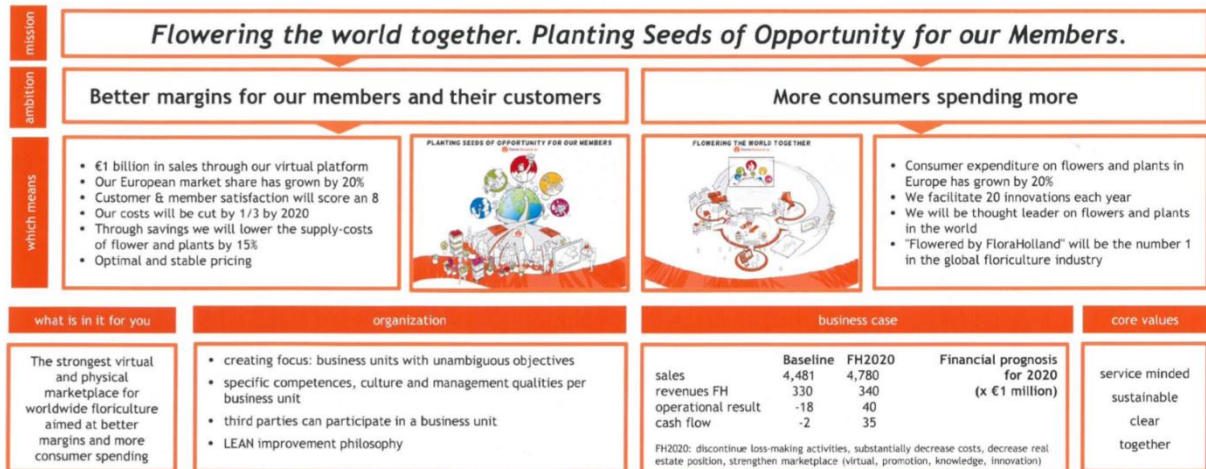 mission
Flowering the world together. Planting Seeds of Opportunity for our Members.
ambition
Better margins for our members and their customers
More consumers spending more
which means
• €1 billion in sales through our virtual platform
• Our European market share has grown by 20%
• Customer & member satisfaction will score an 8
• Our costs will be cut by 1/3 by 2020
• Through savings we will lower the supply-costs
of flower and plants by 15%
• Optimal and stable pricing
PLANTING SEEDS OF OPPORTUNITY FOR OUR MEMBERS
FLOWERING THE WORLD TOGETHER
• Consumer expenditure on flowers and plants in
Europe has grown by 20%
• We facilitate 20 innovations each year
• We will be thought leader on flowers and plants
in the world
• "Flowered by FloraHolland" will be the number 1
in the global floriculture industry
what is in it for you
The strongest virtual
and physical
marketplace for
worldwide floriculture
aimed at better
margins and more
consumer spending
organization
• creating focus: business units with unambiguous objectives
• specific competences, culture and management qualities per
business unit
• third parties can participate in a business unit
• LEAN improvement philosophy
business case
Baseline FH2020 Financial prognosis
sales 4,481 4,780 for 2020
revenues FH 330 340 (x €1 million)
operational result -18 40
cash flow -2 35
FH2020: discontinue loss-making activities, substantially decrease costs, decrease real
estate position, strengthen marketplace (virtual, promotion, knowledge, innovation)
core values
service minded
sustainable
clear
together